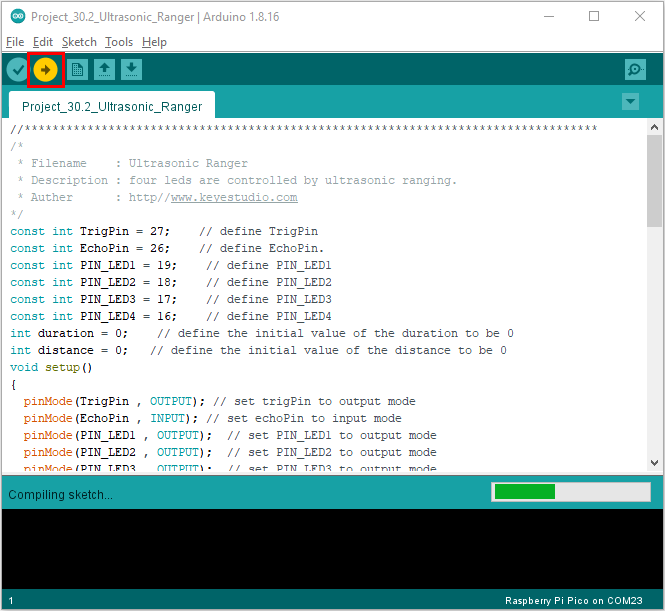 Project_30.2_Ultrasonic_Ranger | Arduino 1.8.16
File Edit Sketch Tools Help
Project_30.2_Ultrasonic_Ranger
//**********************************************************************************
/*
 * Filename    : Ultrasonic Ranger
 * Description : four leds are controlled by ultrasonic ranging.
 * Auther      : http//www.keyestudio.com
*/
const int TrigPin = 27;    // define TrigPin
const int EchoPin = 26;    // define EchoPin.
const int PIN_LED1 = 19;    // define PIN_LED1
const int PIN_LED2 = 18;    // define PIN_LED2
const int PIN_LED3 = 17;    // define PIN_LED3
const int PIN_LED4 = 16;    // define PIN_LED4
int duration = 0;    // define the initial value of the duration to be 0
int distance = 0;   // define the initial value of the distance to be 0
void setup()
{
  pinMode(TrigPin , OUTPUT); // set trigPin to output mode
  pinMode(EchoPin , INPUT); // set echoPin to input mode
  pinMode(PIN_LED1 , OUTPUT);  // set PIN_LED1 to output mode
  pinMode(PIN_LED2 , OUTPUT);  // set PIN_LED2 to output mode
  pinMode(PIN_LED3 , OUTPUT);  // set PIN_LED3 to output mode
Compiling sketch...
1 Raspberry Pi Pico on COM23